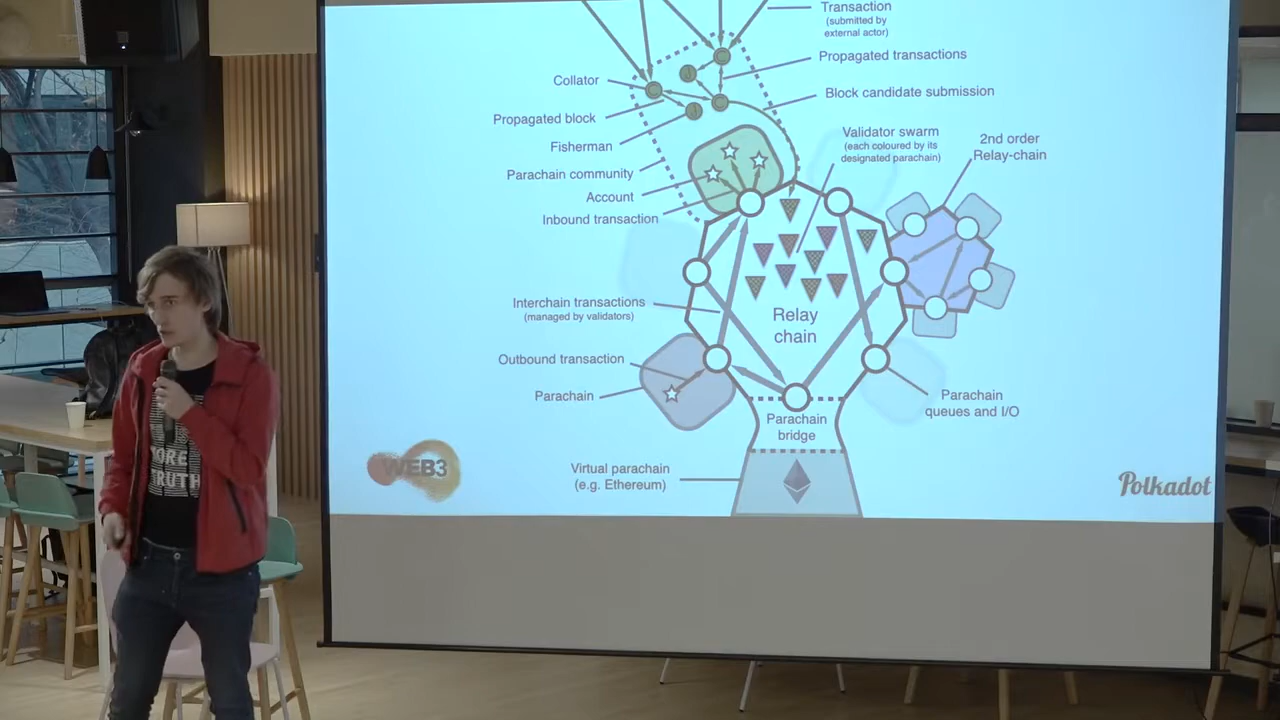 Transaction
(submitted by
external actor)
Propagated transactions
Collator
Block candidate submission
Propagated block
Fisherman
Validator swarm
(each coloured by its
designated parachain)
2nd order
Relay-chain
Parachain community
Account
Inbound transaction
Interchain transactions
(managed by validators)
Relay
chain
Outbound transaction
Parachain
Parachain
queues and I/O
Parachain
bridge
Virtual parachain
(e.g. Ethereum)
WEB3
Polkadot
TRUTH